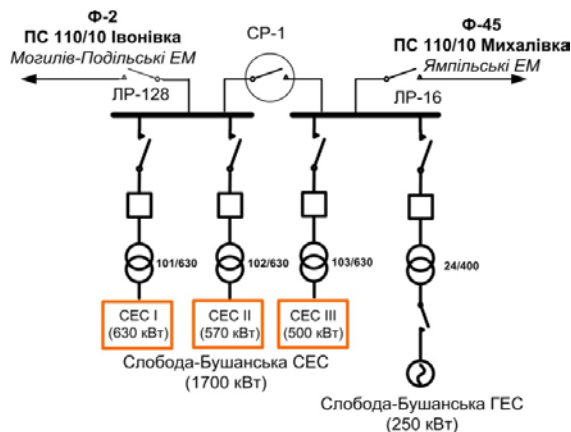 Ф-2
ПС 110/10 Івонівка
Могилів-Подільські ЕМ
СР-1
Ф-45
ПС 110/10 Михалівка
Ямпільські ЕМ
ЛР-128
ЛР-16
101/630
102/630
103/630
24/400
СЕС І
(630 кВт)
СЕС ІІ
(570 кВт)
СЕС ІІІ
(500 кВт)
Слобода-Бушанська СЕС
(1700 кВт)
Слобода-Бушанська ГЕС
(250 кВт)